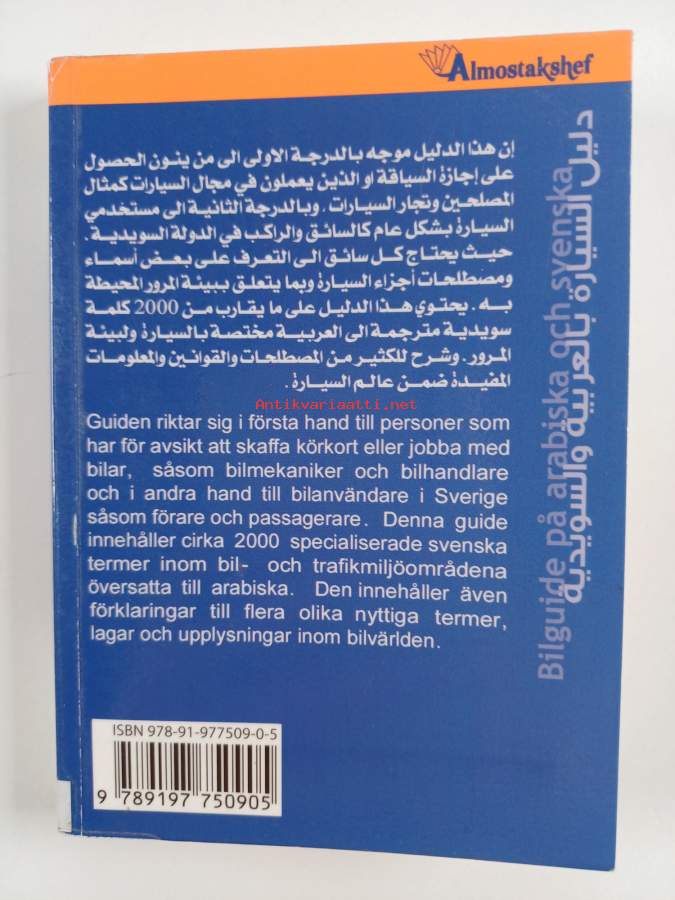 Almostakshef
إن هذا الدليل موجه بالدرجة الاولى الى من ينون الحصول
على إجازة السياقة او الذين يعملون في مجال السيارات كمثال
المصلحين وتجار السيارات . وبالدرجة الثانية الى مستخدمي
السيارة بشكل عام كالسائق والراكب في الدولة السويدية .
حيث يحتاج كل سائق الى التعرف على بعض أسماء
ومصطلحات أجزاء السيارة وبما يتعلق ببيئة المرور المحيطة
به . يحتوي هذا الدليل على ما يقارب من 2000 كلمة
سويدية مترجمة الى العربية مختصة بالسيارة ولبيئة
المرور . وشرح للكثير من المصطلحات والقوانين والمعلومات
المفيدة ضمن عالم السيارة .
Antikvariaatti.net
Guiden riktar sig i första hand till personer som
har för avsikt att skaffa körkort eller jobba med
bilar, såsom bilmekaniker och bilhandlare
och i andra hand till bilanvändare i Sverige
såsom förare och passagerare. Denna guide
innehåller cirka 2000 specialiserade svenska
termer inom bil- och trafikmiljöområdena
översatta till arabiska. Den innehåller även
förklaringar till flera olika nyttiga termer,
lagar och upplysningar inom bilvärlden.
Bilguide på arabiska och svenska
دليل السيارة بالعربية والسويدية
ISBN 978-91-977509-0-5
9 789197 750905